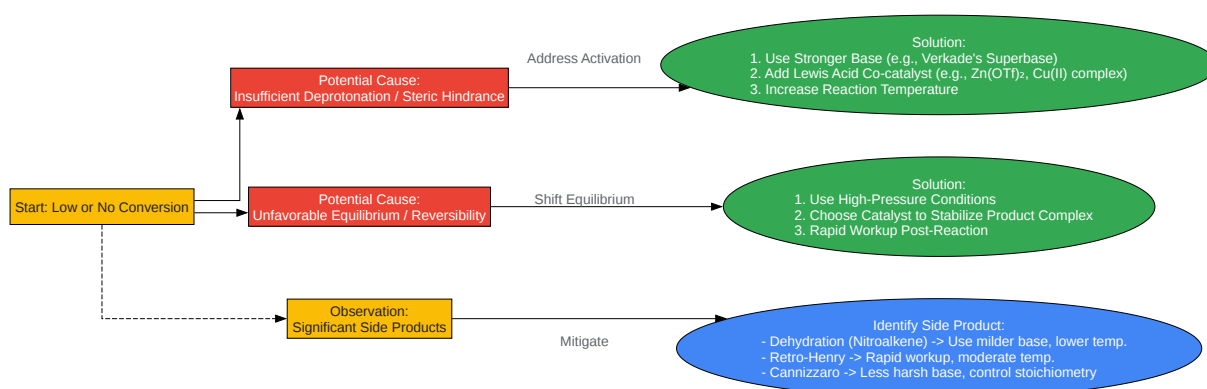 Start: Low or No Conversion
Potential Cause:
Insufficient Deprotonation / Steric Hindrance
Address Activation
Solution:
1. Use Stronger Base (e.g., Verkade's Superbase)
2. Add Lewis Acid Co-catalyst (e.g., Zn(OTf)₂, Cu(II) complex)
3. Increase Reaction Temperature
Potential Cause:
Unfavorable Equilibrium / Reversibility
Shift Equilibrium
Solution:
1. Use High-Pressure Conditions
2. Choose Catalyst to Stabilize Product Complex
3. Rapid Workup Post-Reaction
Observation:
Significant Side Products
Mitigate
Identify Side Product:
- Dehydration (Nitroalkene) -> Use milder base, lower temp.
- Retro-Henry -> Rapid workup, moderate temp.
- Cannizzaro -> Less harsh base, control stoichiometry